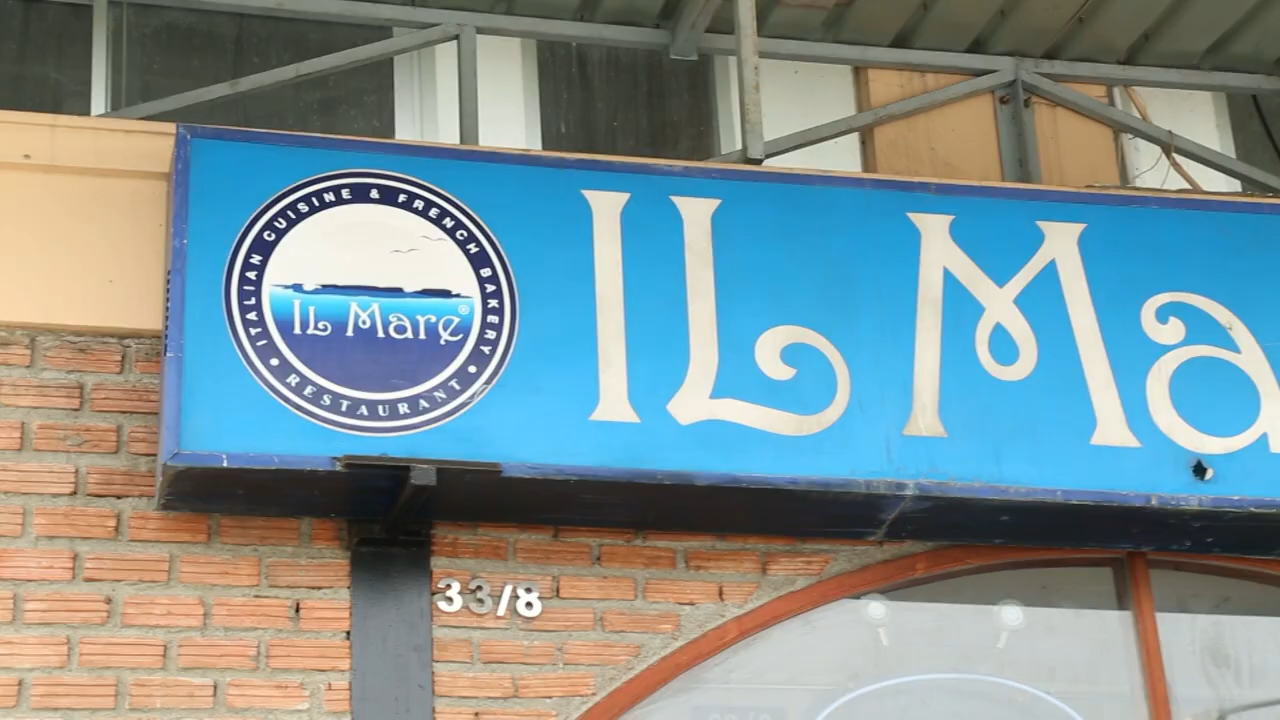 ITALIAN CUISINE & FRENCH BAKERY
IL Mare®
• RESTAURANT •
IL Ma
33/8